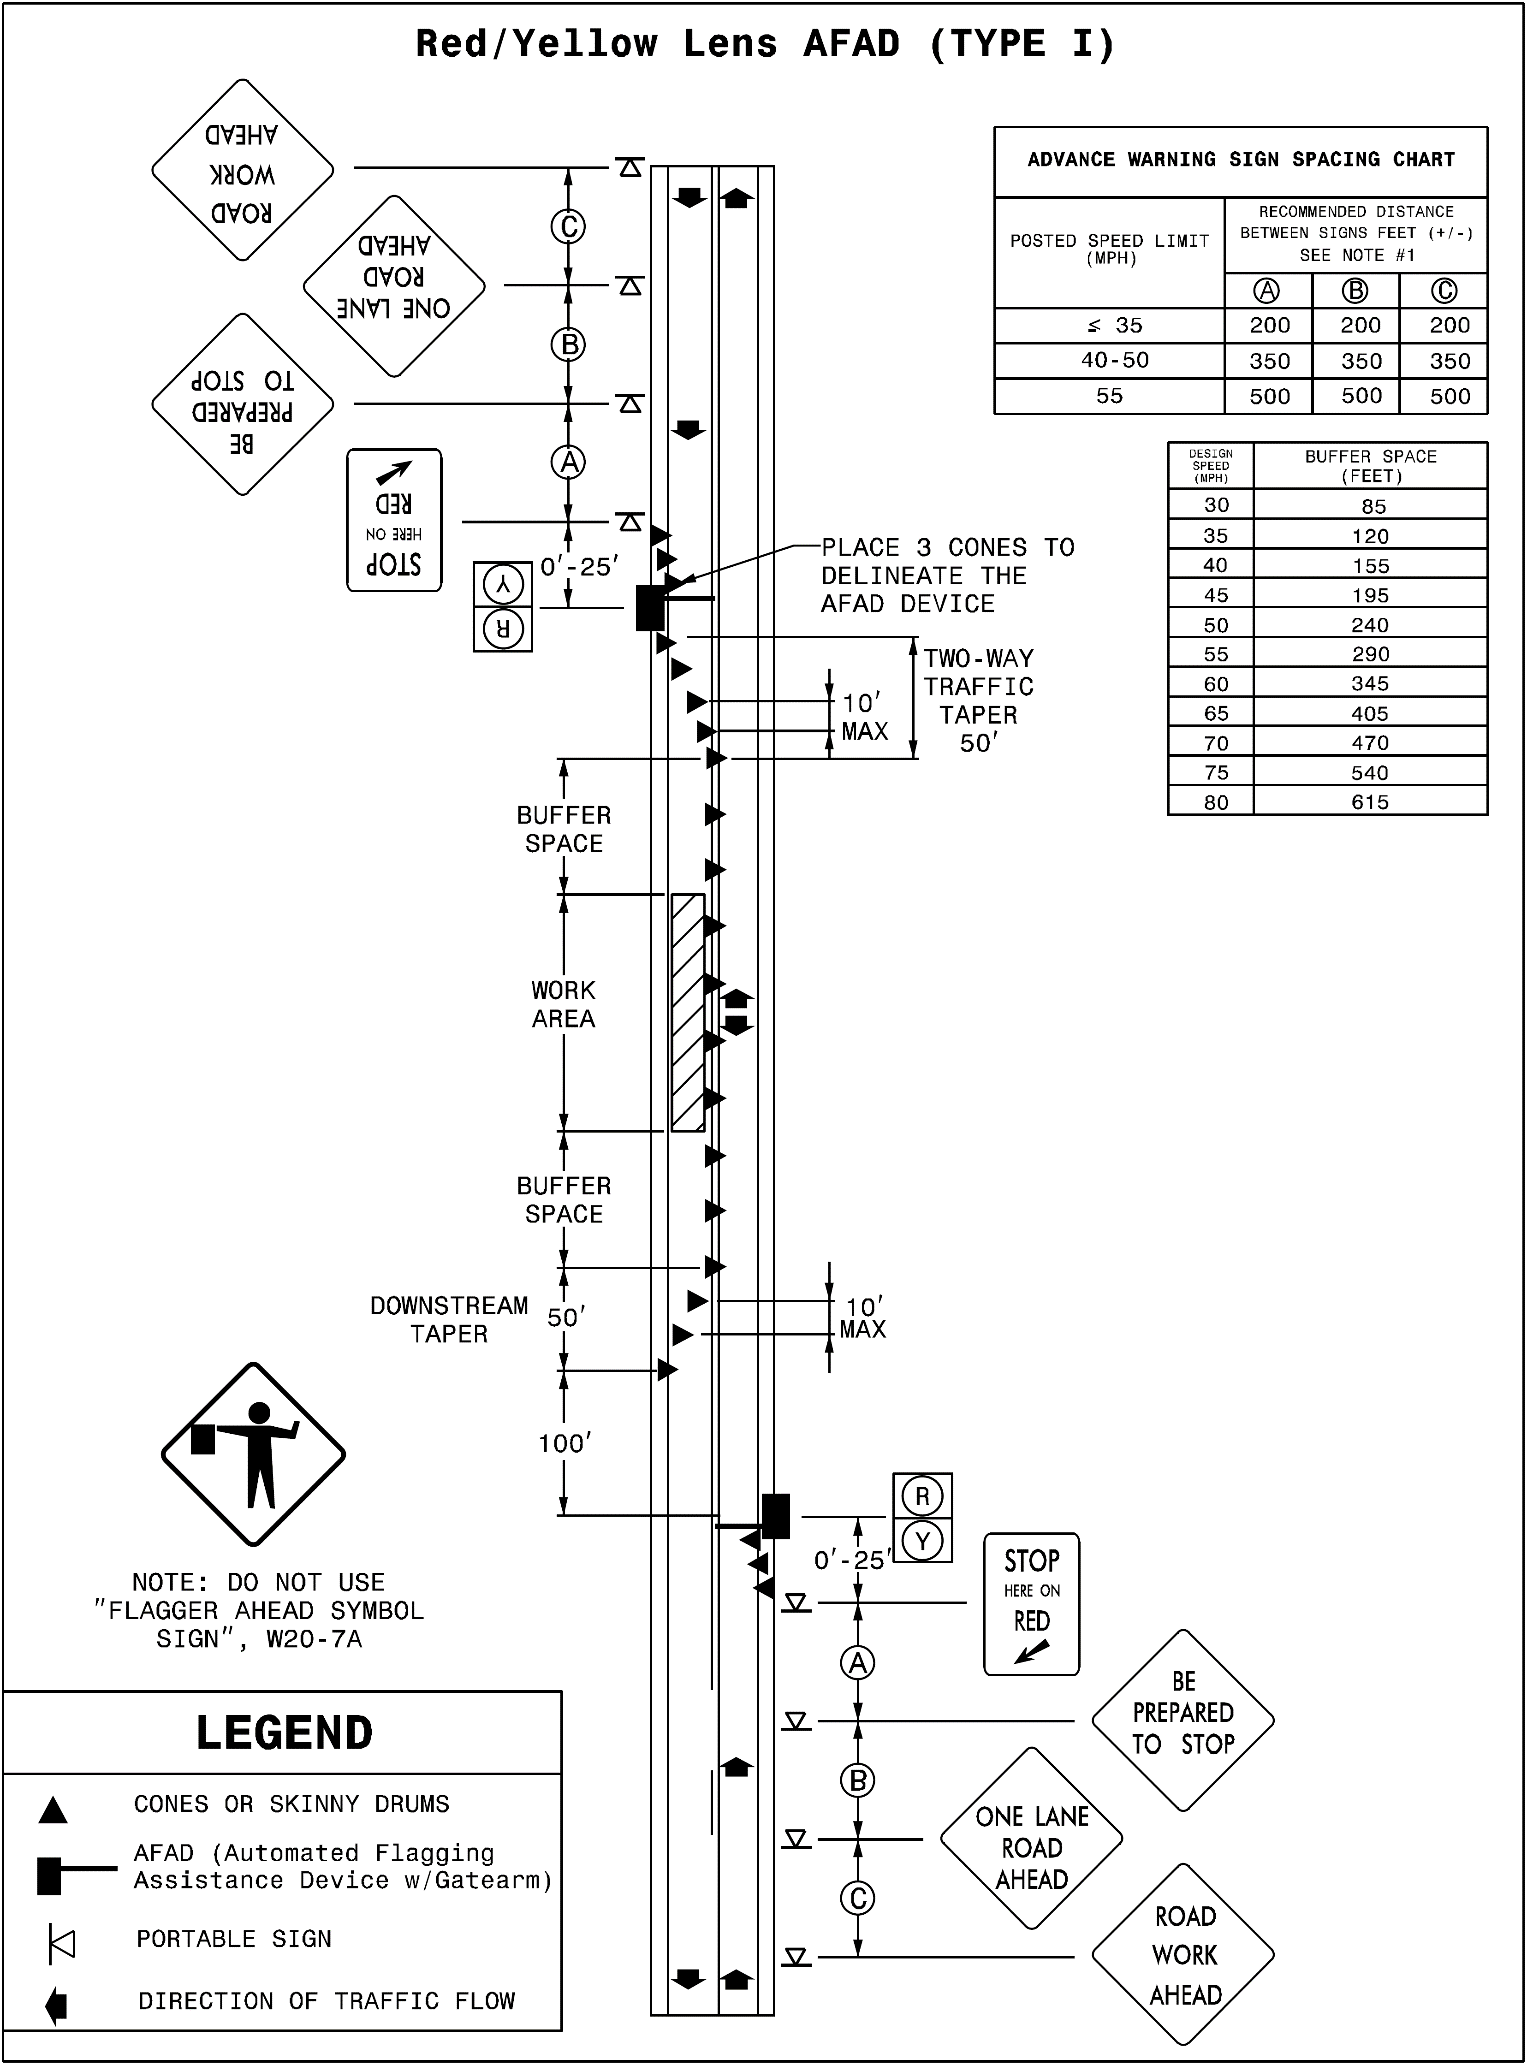 Red/Yellow Lens AFAD (TYPE I)
ROAD
WORK
AHEAD
ONE LANE
ROAD
AHEAD
BE
PREPARED
TO STOP
STOP
HERE ON
RED
R
Y
C
B
A
0'-25'
ADVANCE WARNING SIGN SPACING CHART
POSTED SPEED LIMIT
(MPH)
RECOMMENDED DISTANCE
BETWEEN SIGNS FEET (+/-)
SEE NOTE #1
A B C
≤ 35 200 200 200
40-50 350 350 350
55 500 500 500
DESIGN
SPEED
(MPH)
BUFFER SPACE
(FEET)
30 85
35 120
40 155
45 195
50 240
55 290
60 345
65 405
70 470
75 540
80 615
PLACE 3 CONES TO
DELINEATE THE
AFAD DEVICE
TWO-WAY
TRAFFIC
TAPER
50'
10'
MAX
BUFFER
SPACE
WORK
AREA
BUFFER
SPACE
DOWNSTREAM
TAPER
50'
10'
MAX
100'
R
Y
0'-25'
STOP
HERE ON
RED
A
BE
PREPARED
TO STOP
B
ONE LANE
ROAD
AHEAD
C
ROAD
WORK
AHEAD
NOTE: DO NOT USE
"FLAGGER AHEAD SYMBOL
SIGN", W20-7A
LEGEND
CONES OR SKINNY DRUMS
AFAD (Automated Flagging
Assistance Device w/Gatearm)
PORTABLE SIGN
DIRECTION OF TRAFFIC FLOW